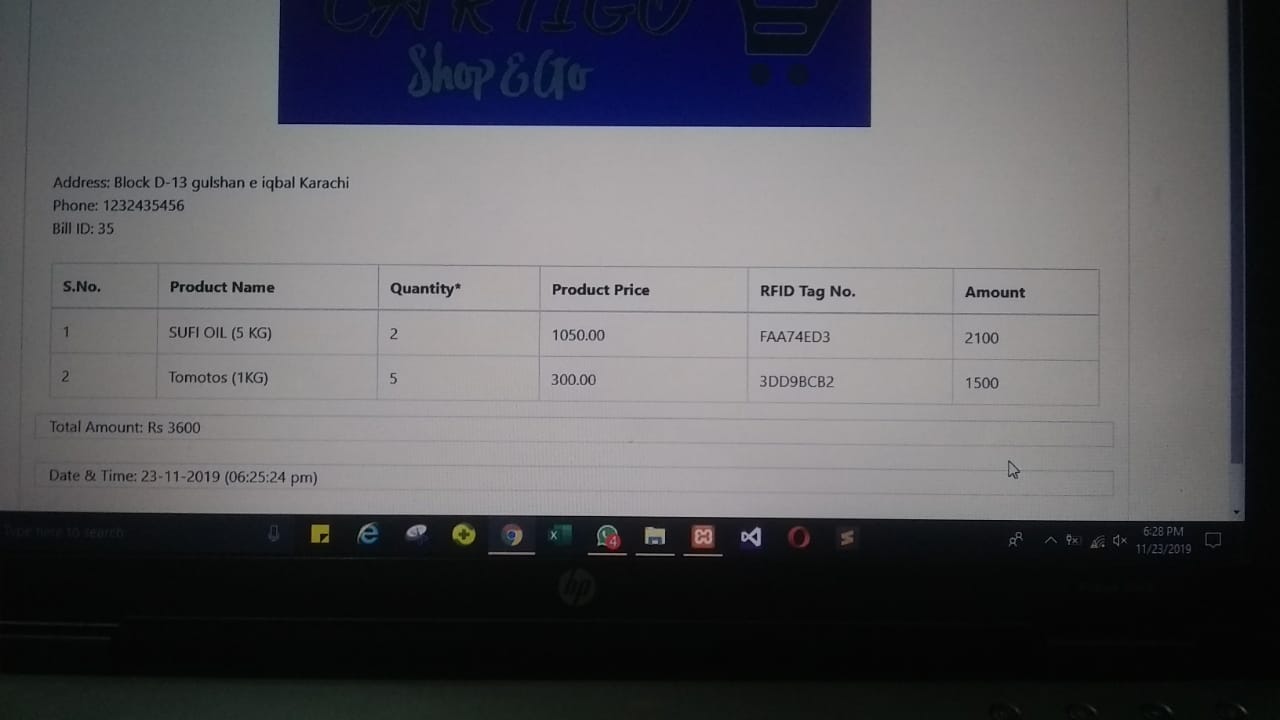 CARTIGO
Shop & Go
Address: Block D-13 gulshan e iqbal Karachi
Phone: 1232435456
Bill ID: 35
S.No. Product Name Quantity* Product Price RFID Tag No. Amount
1 SUFI OIL (5 KG) 2 1050.00 FAA74ED3 2100
2 Tomotos (1KG) 5 300.00 3DD9BCB2 1500
Total Amount: Rs 3600
Date & Time: 23-11-2019 (06:25:24 pm)
Type here to search
4
6:28 PM
11/23/2019
hp